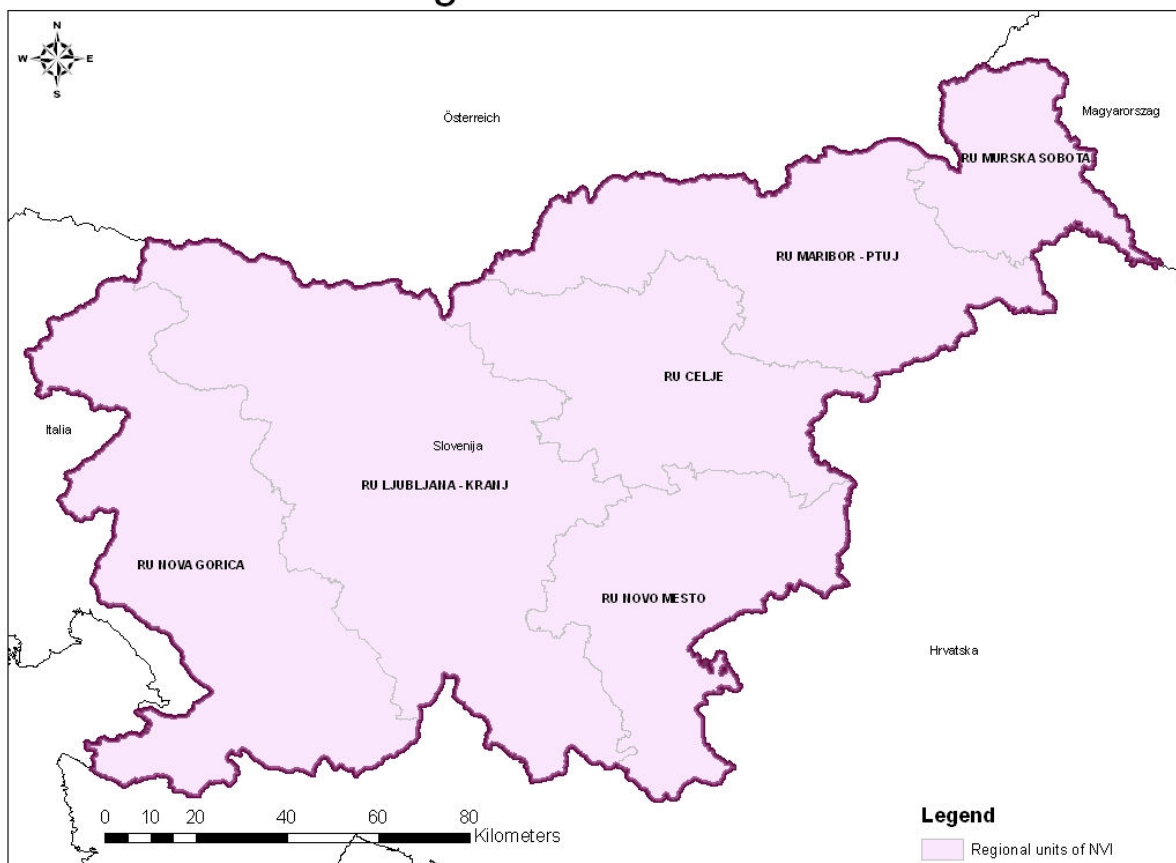 N
W E
S
Österreich
Magyarorszag
RU MURSKA SOBOTA
RU MARIBOR - PTUJ
RU CELJE
Italia
Slovenija
RU LJUBLJANA - KRANJ
RU NOVA GORICA
RU NOVO MESTO
Hrvatska
0 10 20 40 60 80
Kilometers
Legend
Regional units of NVI